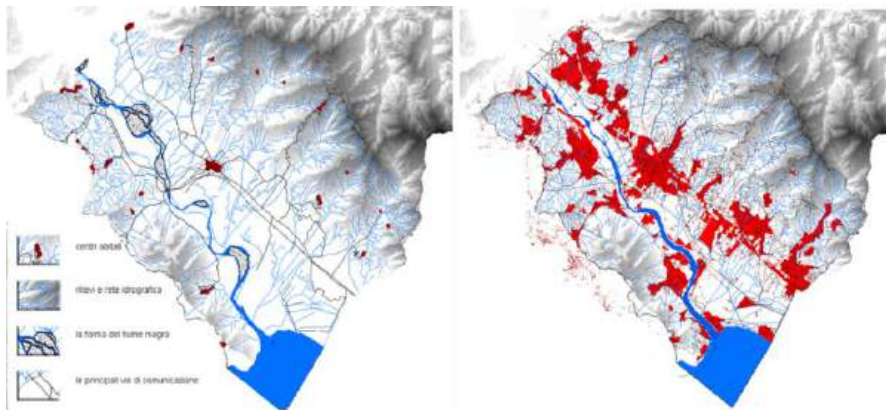 centri abitati
rilievi e rete idrografica
la forma del fiume magra
le principali vie di comunicazione